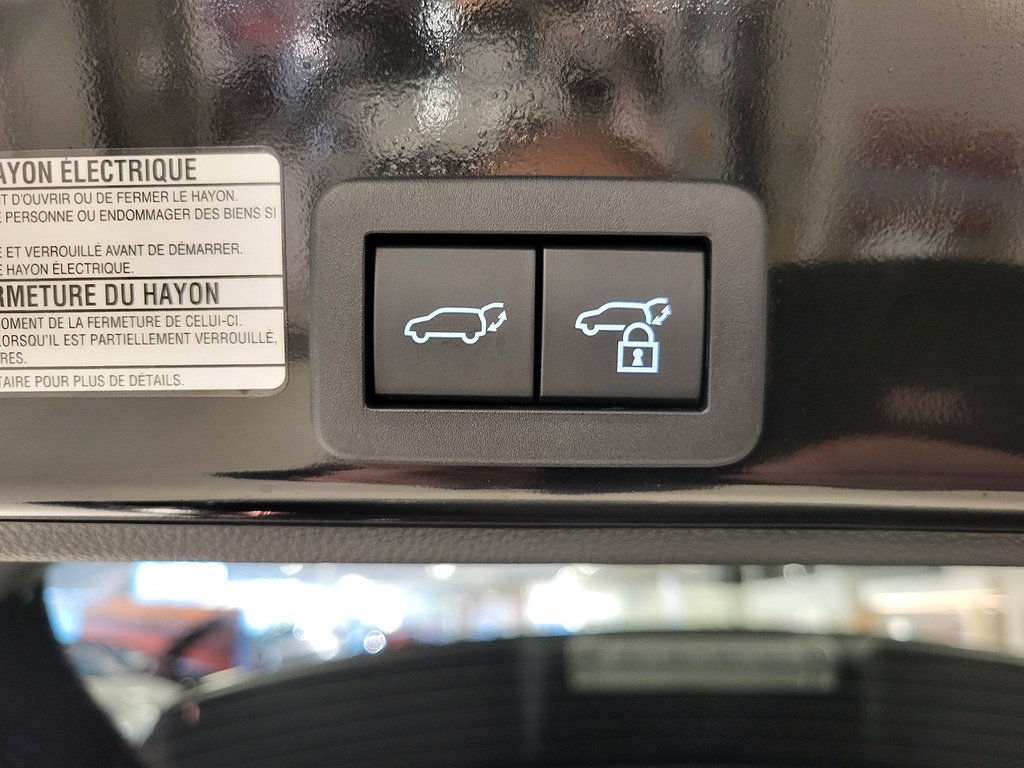 AYON ÉLECTRIQUE
T D'OUVRIR OU DE FERMER LE HAYON.
E PERSONNE OU ENDOMMAGER DES BIENS SI
E ET VERROUILLÉ AVANT DE DÉMARRER.
E HAYON ÉLECTRIQUE.
RMETURE DU HAYON
OMENT DE LA FERMETURE DE CELUI-CI.
LORSQU'IL EST PARTIELLEMENT VERROUILLÉ,
RES.
TAIRE POUR PLUS DE DÉTAILS.